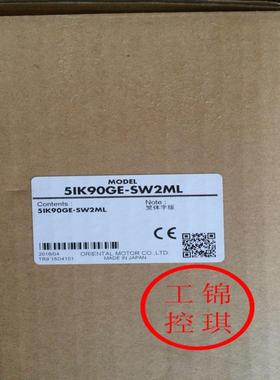 MODEL
5IK90GE-SW2ML
Contents :
Note :
5IK90GE-SW2ML
繁体字版
CE
2016/04
ORIENTAL MOTOR CO.,LTD.
MADE IN JAPAN
工锦
控琪